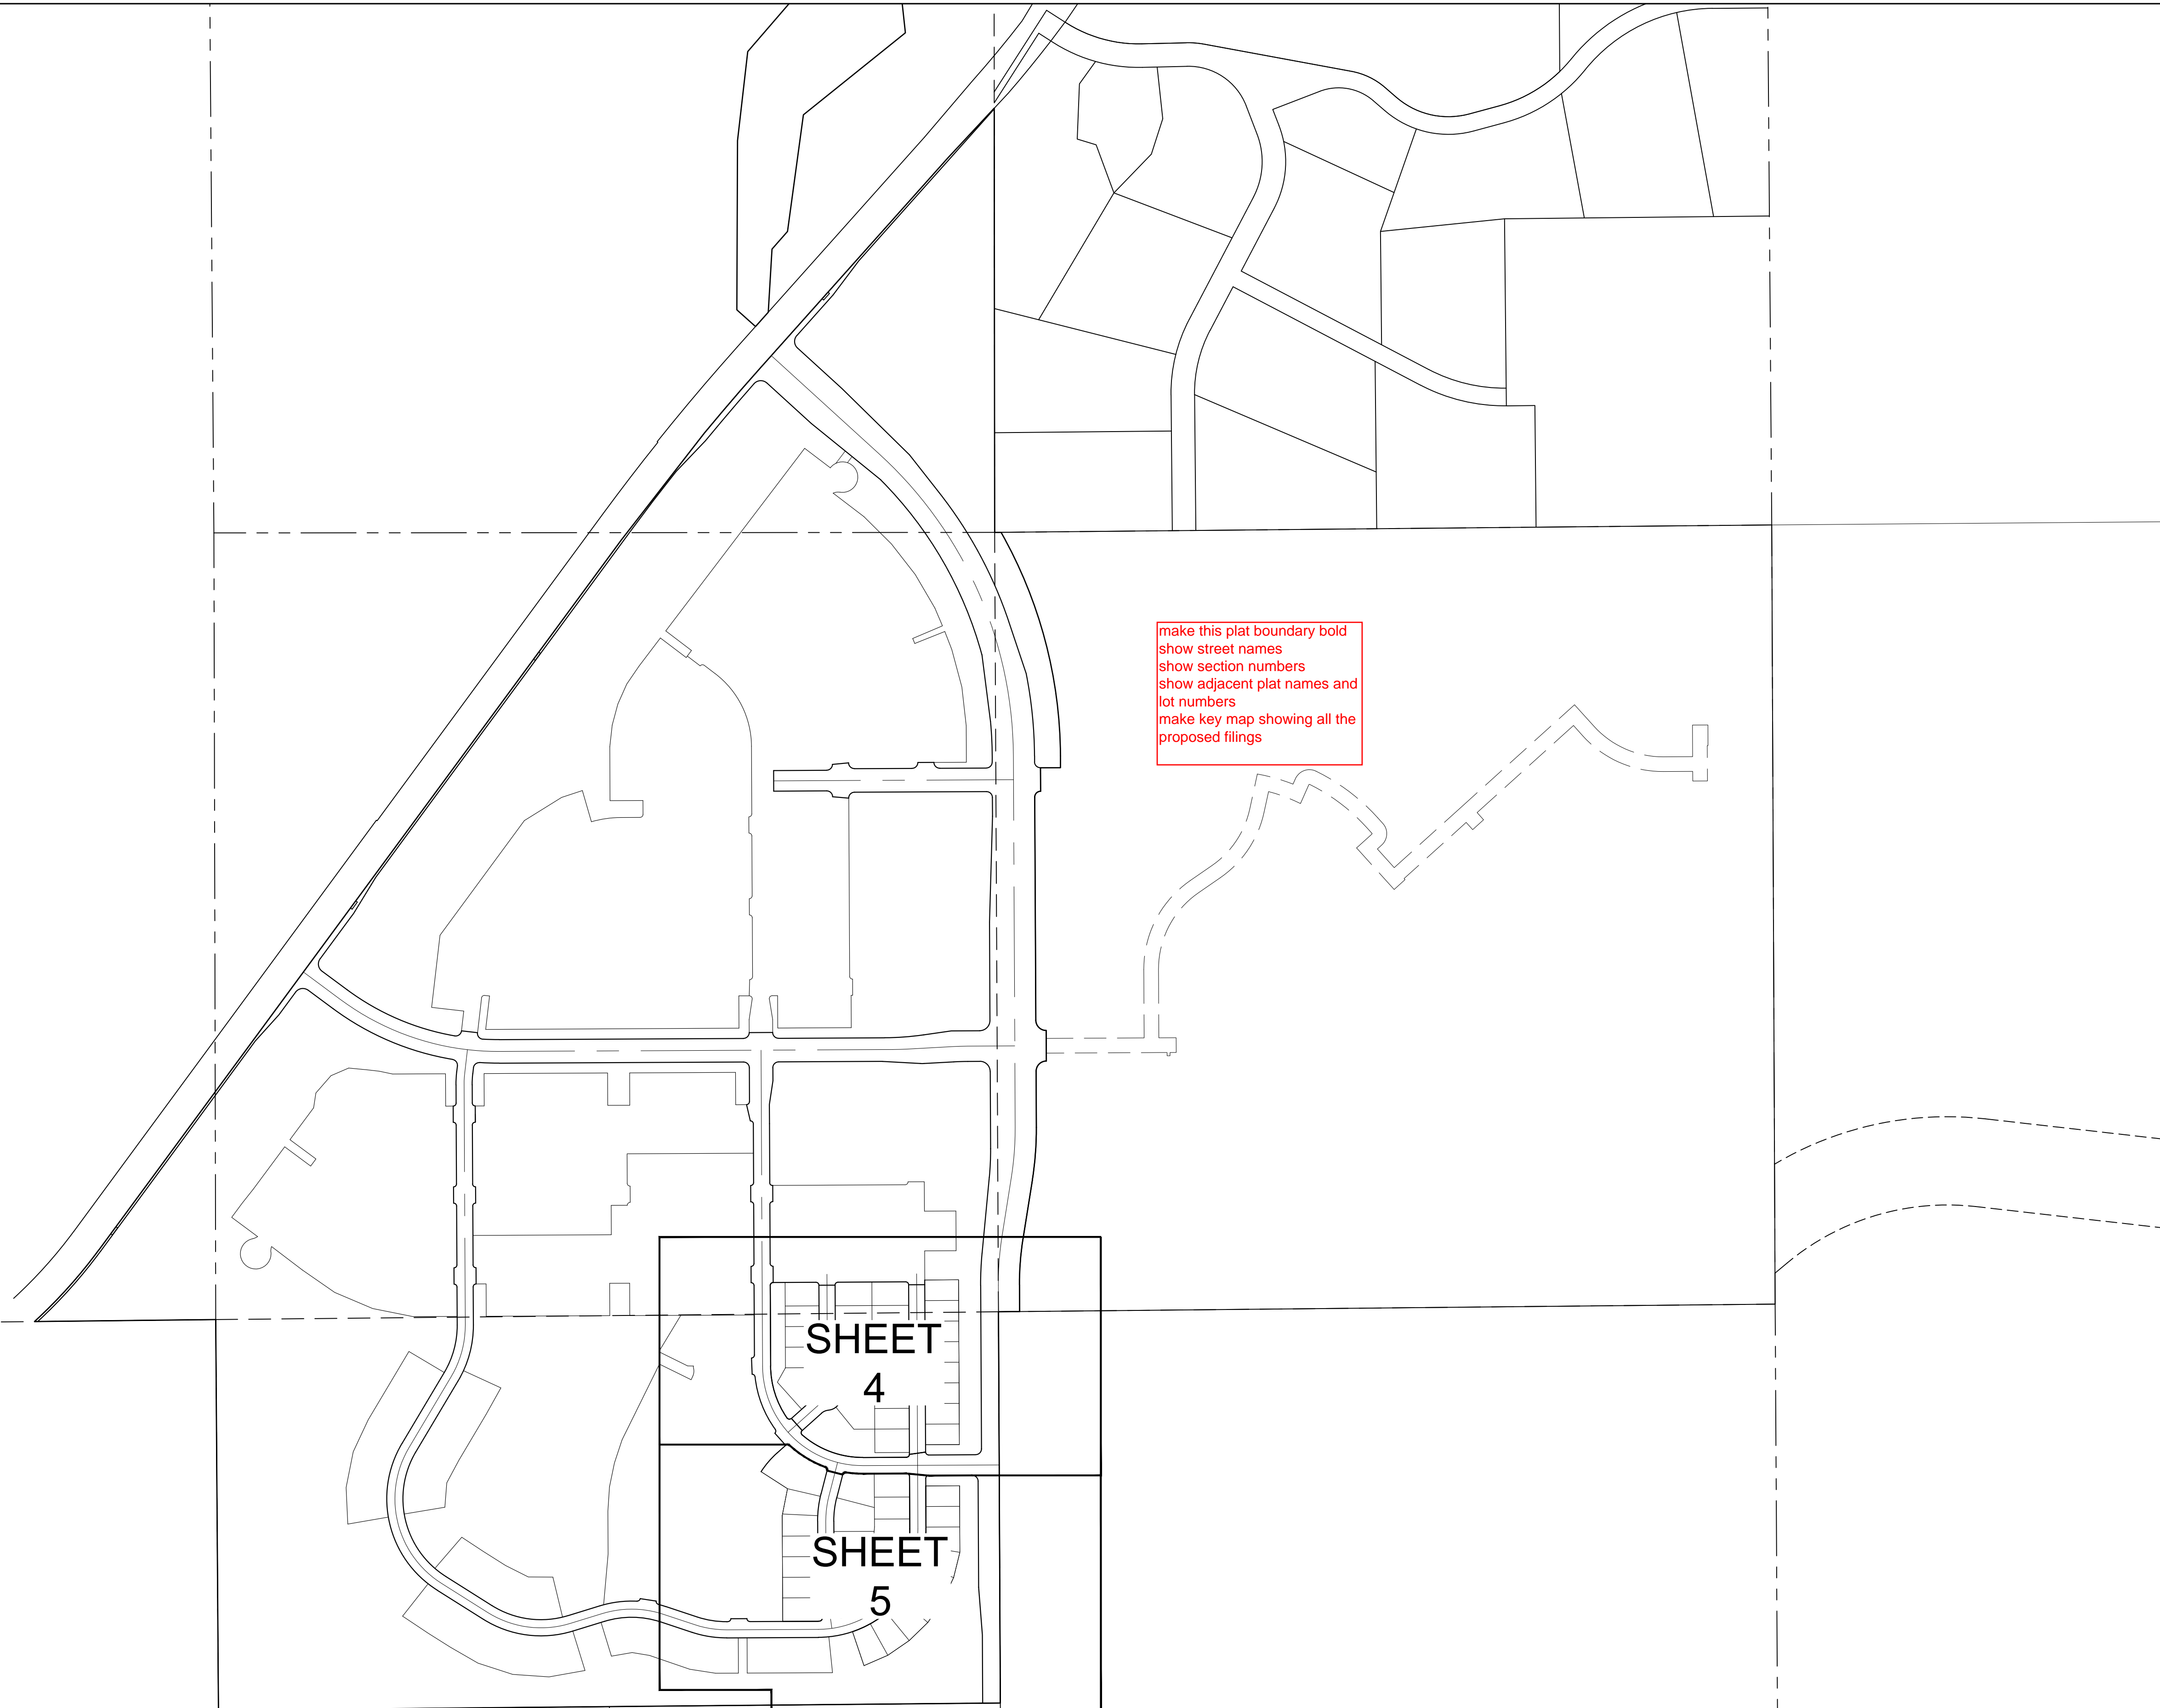 make this plat boundary bold
show street names
show section numbers
show adjacent plat names and
lot numbers
make key map showing all the
proposed filings
SHEET
4
SHEET
5